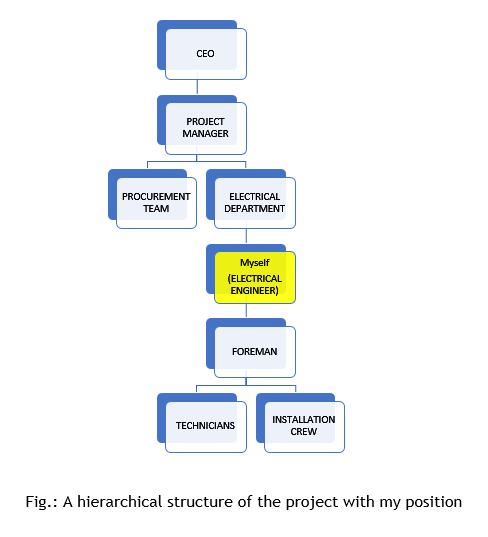 CEO
PROJECT
MANAGER
PROCUREMENT
TEAM
ELECTRICAL
DEPARTMENT
Myself
(ELECTRICAL
ENGINEER)
FOREMAN
TECHNICIANS
INSTALLATION
CREW
Fig.: A hierarchical structure of the project with my position